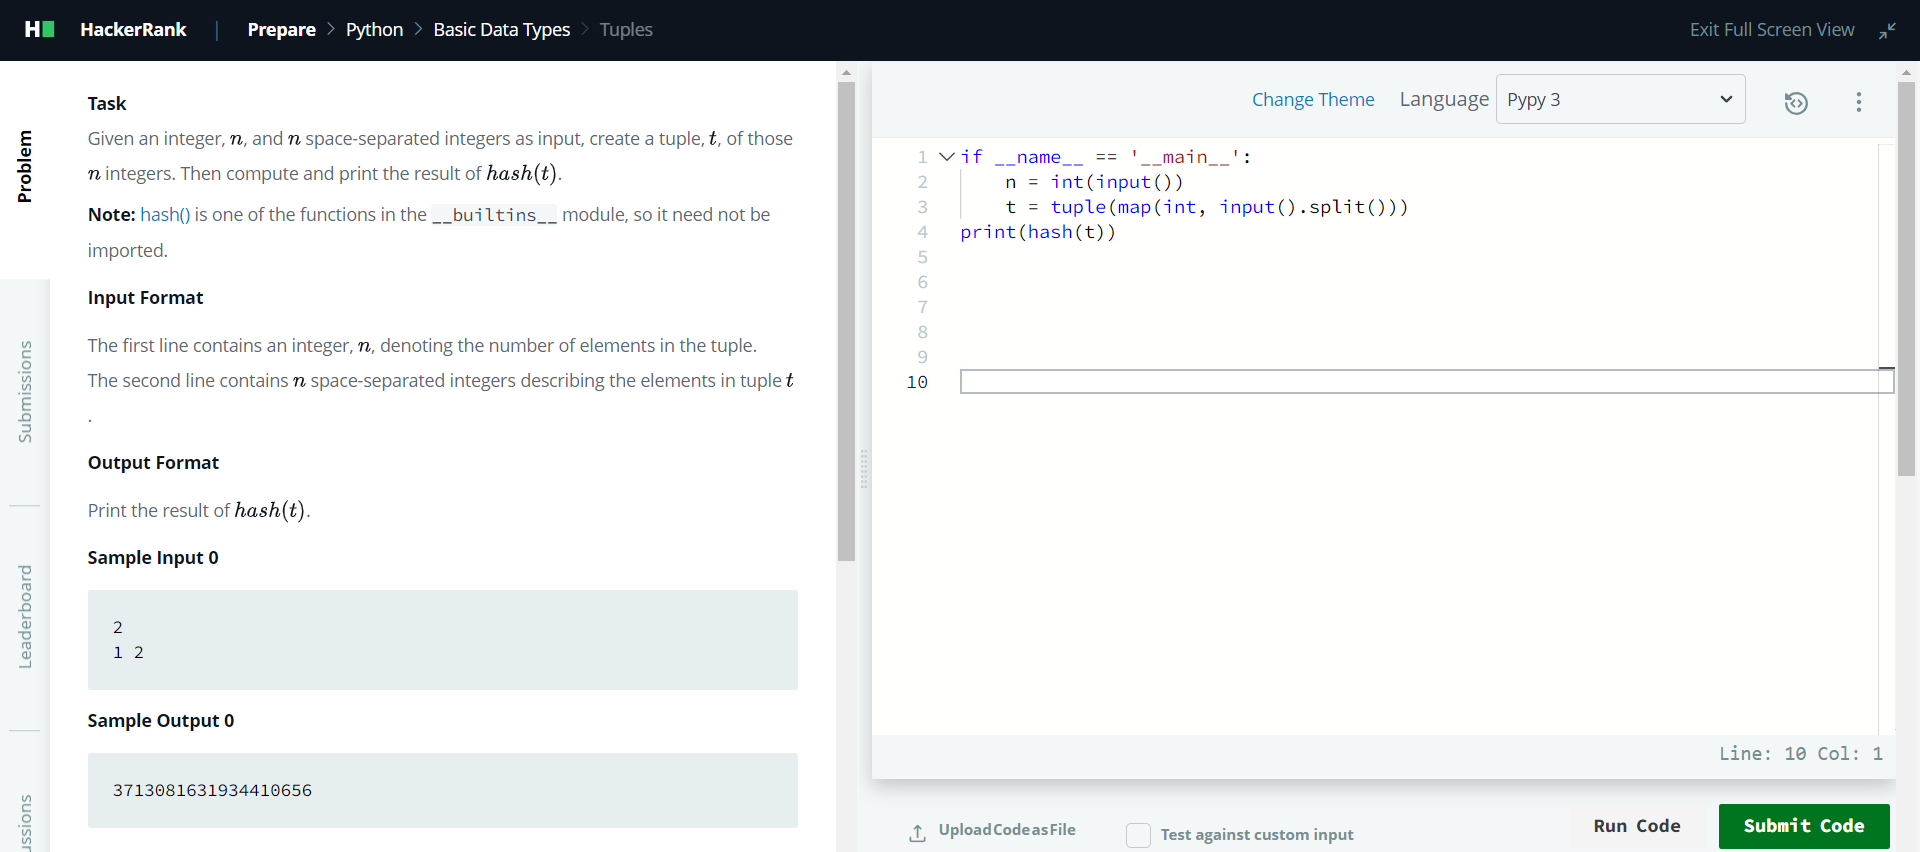 HackerRank | Prepare > Python > Basic Data Types > Tuples
Exit Full Screen View
Problem
Submissions
Leaderboard
ussions
Task
Given an integer, n, and n space-separated integers as input, create a tuple, t, of those
n integers. Then compute and print the result of hash(t).
Note: hash() is one of the functions in the __builtins__ module, so it need not be
imported.
Input Format
The first line contains an integer, n, denoting the number of elements in the tuple.
The second line contains n space-separated integers describing the elements in tuple t
.
Output Format
Print the result of hash(t).
Sample Input 0
2
1 2
Sample Output 0
3713081631934410656
Change Theme Language Pypy 3
1 if __name__ == '__main__':
2     n = int(input())
3     t = tuple(map(int, input().split()))
4 print(hash(t))
5
6
7
8
9
10
Line: 10 Col: 1
Upload Code as File
Test against custom input
Run Code
Submit Code